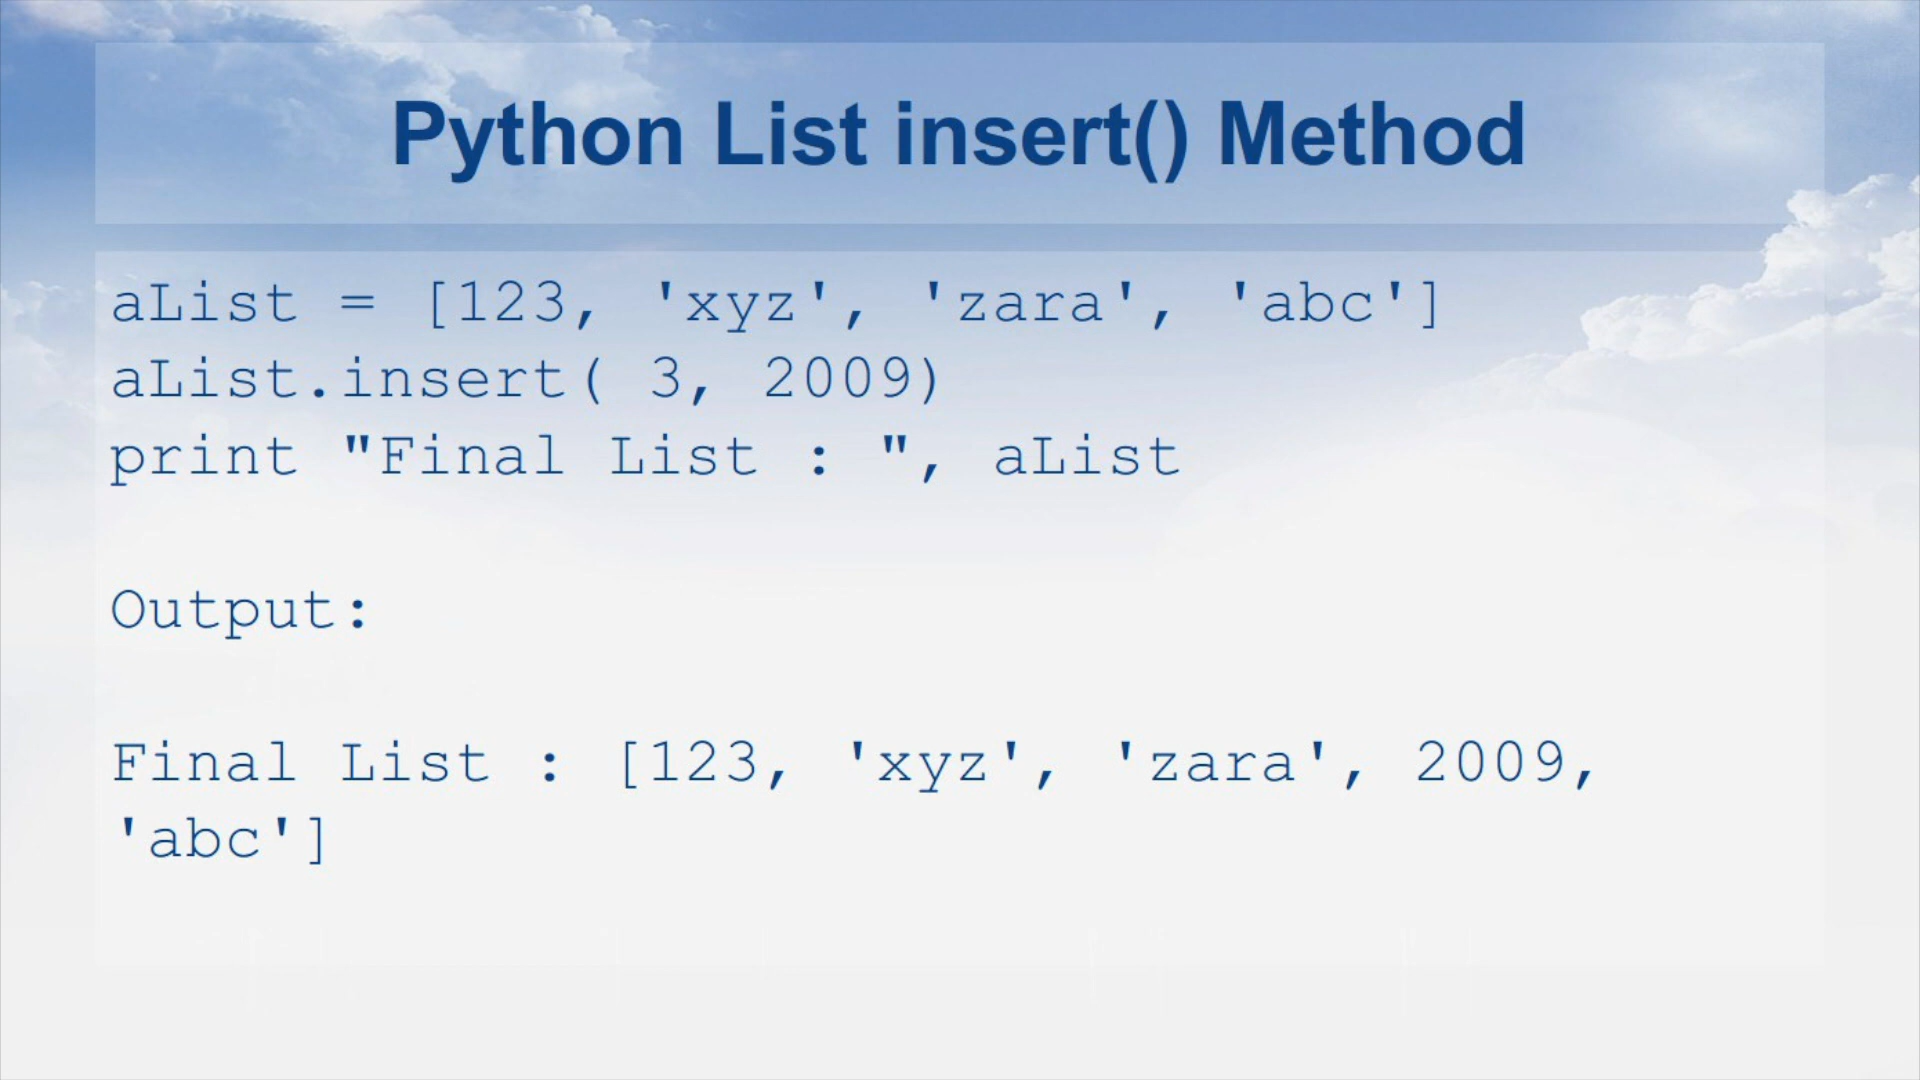 Python List insert() Method
aList = [123, 'xyz', 'zara', 'abc']
aList.insert( 3, 2009)
print "Final List : ", aList
Output:
Final List : [123, 'xyz', 'zara', 2009,
'abc']